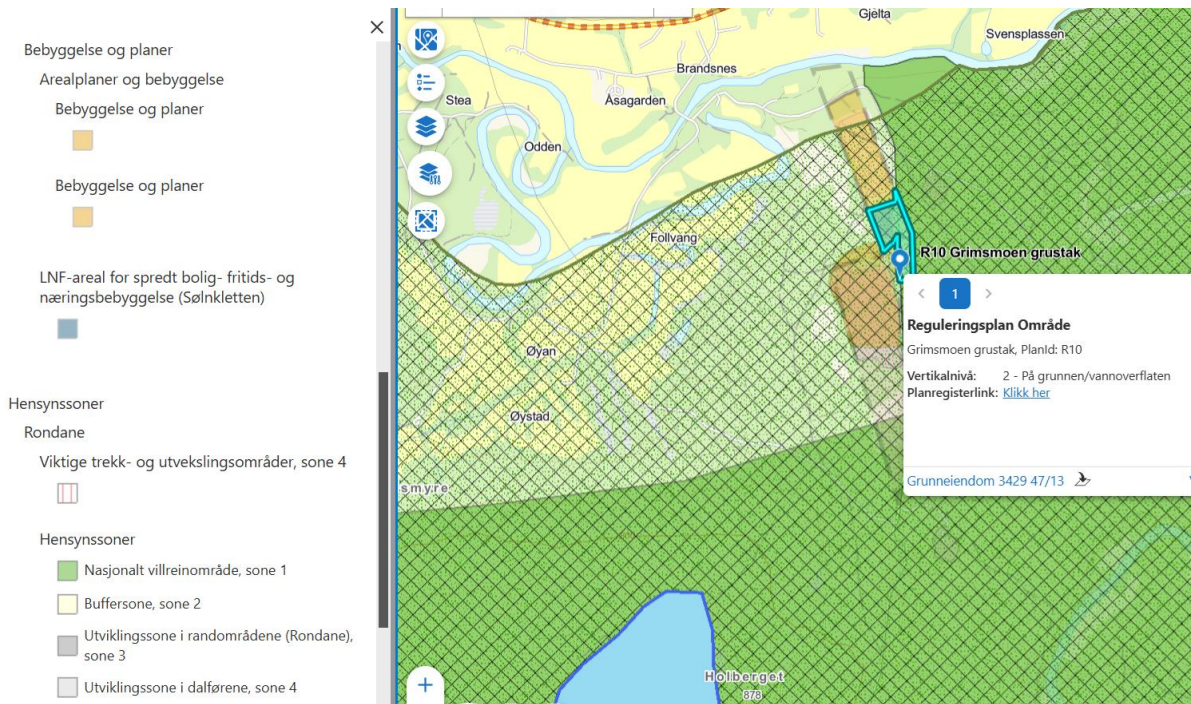 Bebyggelse og planer
Arealplaner og bebyggelse
Bebyggelse og planer
Bebyggelse og planer
LNF-areal for spredt bolig- fritids- og
næringsbebyggelse (Sølnkletten)
Hensynssoner
Rondane
Viktige trekk- og utvekslingsområder, sone 4
Hensynssoner
Nasjonalt villreinområde, sone 1
Buffersone, sone 2
Utviklingssone i randområdene (Rondane),
sone 3
Utviklingssone i dalførene, sone 4
Gjelta
Svensplassen
Brandsnes
Stea
Åsagarden
Odden
Follvang
R10 Grimsmoen grustak
Øyan
Øystad
smyre
Holberget
878
1
Reguleringsplan Område
Grimsmoen grustak, PlanId: R10
Vertikalnivå: 2 - På grunnen/vannoverflaten
Planregisterlink: Klikk her
Grunneiendom 3429 47/13